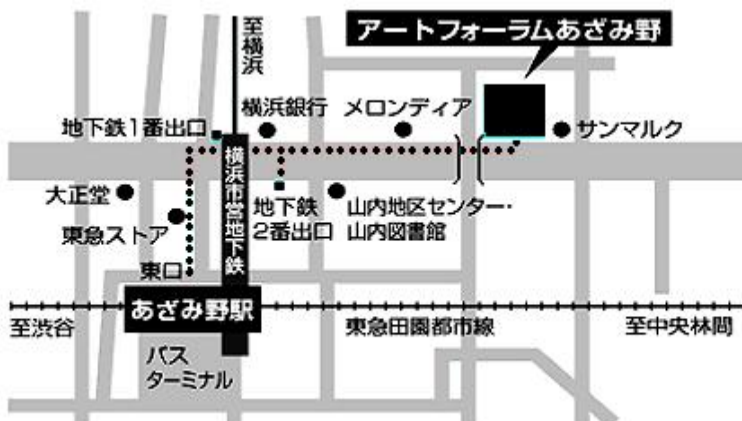 アートフォーラムあざみ野
至横浜
横浜銀行
メロンディア
地下鉄1番出口
サンマルク
横浜市営地下鉄
大正堂
地下鉄
2番出口
山内地区センター・
山内図書館
東急ストア
東口
あざみ野駅
至渋谷
東急田園都市線
至中央林間
バス
ターミナル